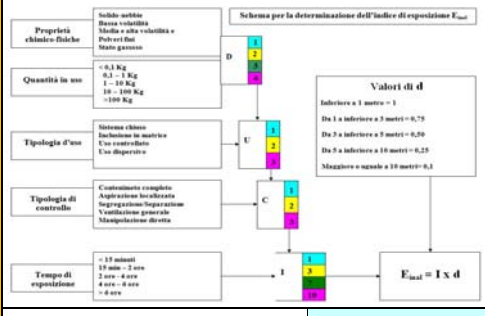 Schema per la determinazione dell'indice di esposizione E inal
Proprietà
chimico-fisiche
Solido-nebbie
Bassa volatilità
Media e alta volatilità e
Polveri fini
Stato gassoso
D
1
2
3
4
Quantità in uso
< 0,1 Kg
0,1 – 1 Kg
1 – 10 Kg
10 – 100 Kg
>100 Kg
Valori di d
Inferiore a 1 metro = 1
Da 1 a inferiore a 3 metri = 0,75
Da 3 a inferiore a 5 metri = 0,50
Da 5 a inferiore a 10 metri = 0,25
Maggiore o uguale a 10 metri= 0,1
Tipologia d'uso
Sistema chiuso
Inclusione in matrice
Uso controllato
Uso dispersivo
U
1
2
3
Tipologia di
controllo
Contenimeto completo
Aspirazione localizzata
Segregazione/Separazione
Ventilazione generale
Manipolazione diretta
C
1
2
3
Tempo di
esposizione
< 15 minuti
15 min – 2 ore
2 ore - 4 ore
4 ore – 6 ore
> 6 ore
I
1
3
7
10
E inal = I x d